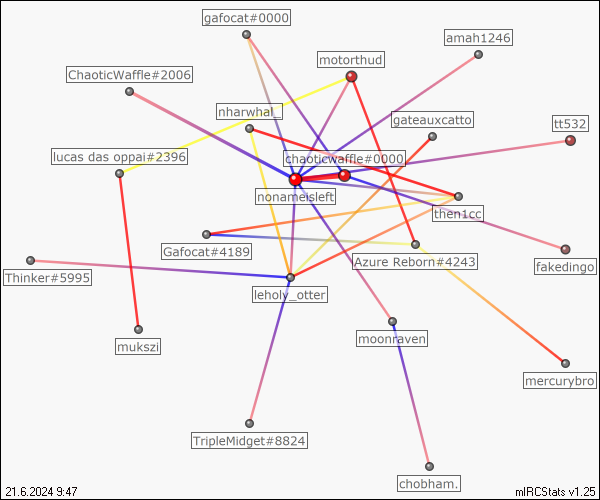 gafocat#0000
amah1246
motorthud
ChaoticWaffle#2006
nharwhal_
gateauxcatto
tt532
lucas das oppai#2396
chaoticwaffle#0000
nonameisleft
then1cc
Gafocat#4189
Azure Reborn#4243
fakedingo
Thinker#5995
leholy_otter
moonraven
mukszi
mercurybro
TripleMidget#8824
chobham.
21.6.2024 9:47
mIRCStats v1.25